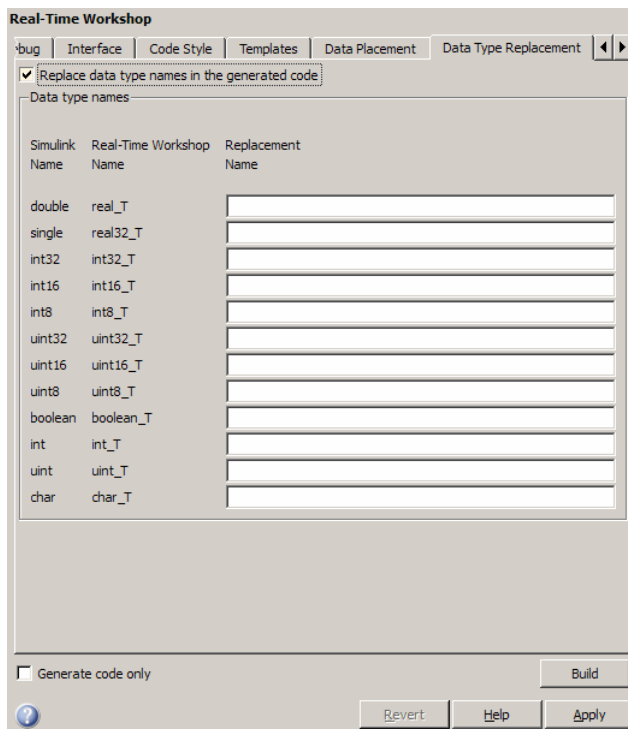 Real-Time Workshop
bug Interface Code Style Templates Data Placement Data Type Replacement
Replace data type names in the generated code
Data type names
Simulink Real-Time Workshop Replacement
Name Name Name
double real_T
single real32_T
int32 int32_T
int16 int16_T
int8 int8_T
uint32 uint32_T
uint16 uint16_T
uint8 uint8_T
boolean boolean_T
int int_T
uint uint_T
char char_T
Generate code only Build
? Revert Help Apply